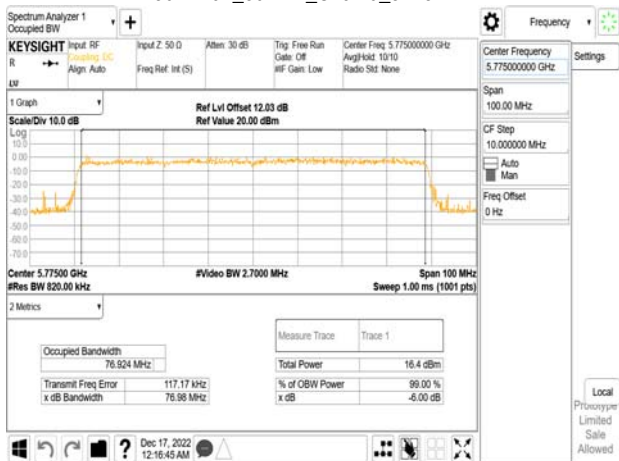 Spectrum Analyzer 1
Occupied BW
KEYSIGHT Input: RF Input Z: 50 Ω Atten: 30 dB Trig: Free Run Center Freq: 5.775000000 GHz
R Coupling: DC Gate: Off Avg|Hold: 10/10
Align: Auto Freq Ref: Int (S) #IF Gain: Low Radio Std: None
LXI
1 Graph
Ref Lvl Offset 12.03 dB
Scale/Div 10.0 dB Ref Value 20.00 dBm
Log
10.0
0.00
-10.0
-20.0
-30.0
-40.0
-50.0
-60.0
-70.0
Center 5.77500 GHz #Video BW 2.7000 MHz Span 100 MHz
#Res BW 820.00 kHz Sweep 1.00 ms (1001 pts)
2 Metrics
Measure Trace Trace 1
Occupied Bandwidth
76.924 MHz Total Power 16.4 dBm
Transmit Freq Error 117.17 kHz % of OBW Power 99.00 %
x dB Bandwidth 76.98 MHz x dB -6.00 dB
Dec 17, 2022
12:16:45 AM
Frequency
Settings
Center Frequency
5.775000000 GHz
Span
100.00 MHz
CF Step
10.000000 MHz
Auto
Man
Freq Offset
0 Hz
Local
Prototype
Limited
Sale
Allowed